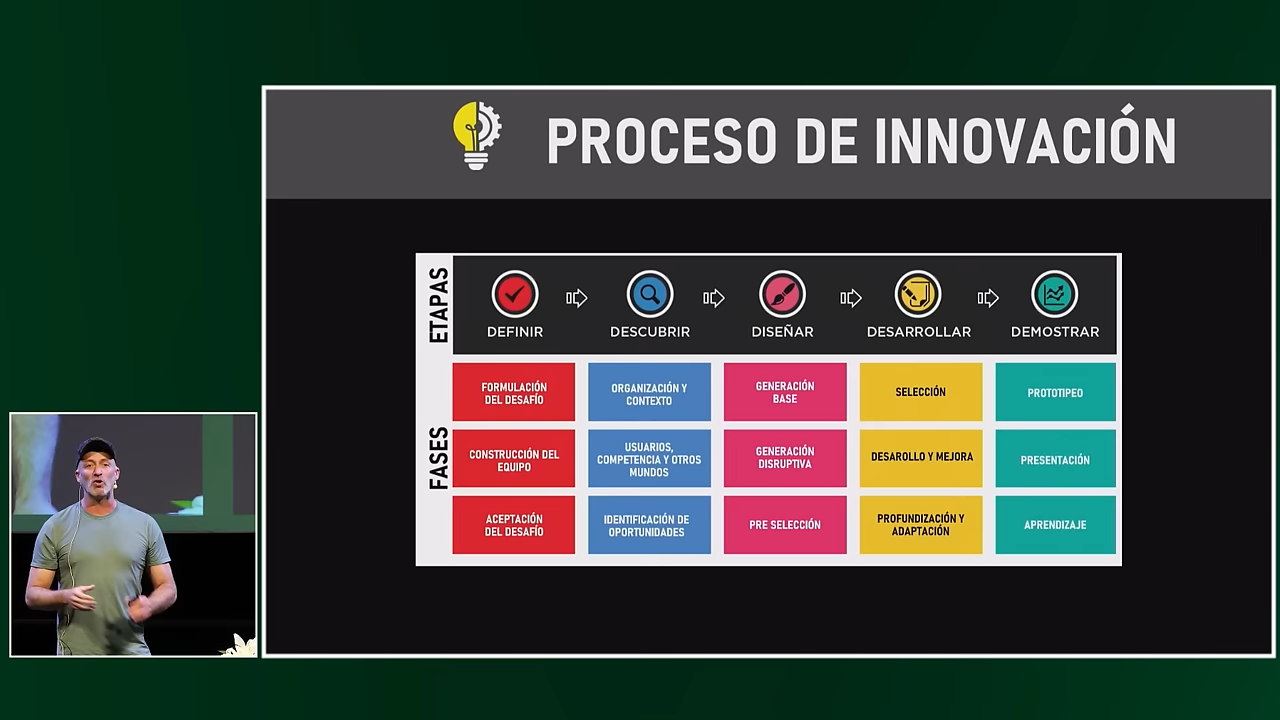 PROCESO DE INNOVACIÓN
ETAPAS
DEFINIR
DESCUBRIR
DISEÑAR
DESARROLLAR
DEMOSTRAR
FASES
FORMULACIÓN
DEL DESAFÍO
ORGANIZACIÓN Y
CONTEXTO
GENERACIÓN
BASE
SELECCIÓN
PROTOTIPEO
CONSTRUCCIÓN DEL
EQUIPO
USUARIOS,
COMPETENCIA Y OTROS
MUNDOS
GENERACIÓN
DISRUPTIVA
DESAROLLO Y MEJORA
PRESENTACIÓN
ACEPTACIÓN
DEL DESAFÍO
IDENTIFICACIÓN DE
OPORTUNIDADES
PRE SELECCIÓN
PROFUNDIZACIÓN Y
ADAPTACIÓN
APRENDIZAJE